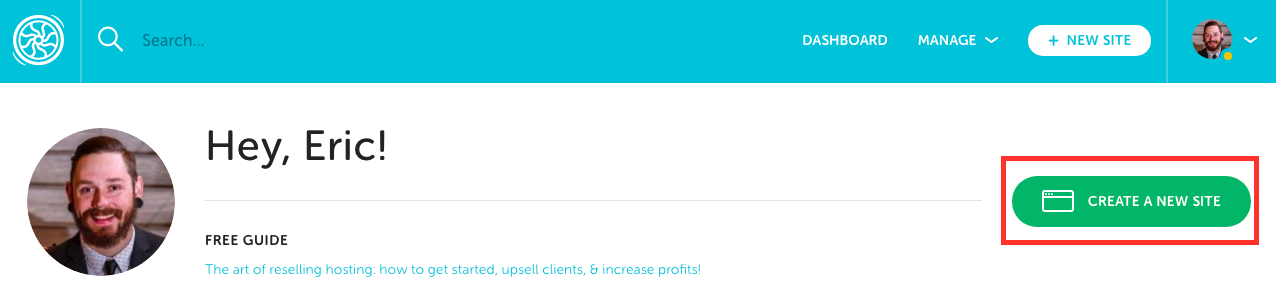 Search...
DASHBOARD
MANAGE
+ NEW SITE
Hey, Eric!
CREATE A NEW SITE
FREE GUIDE
The art of reselling hosting: how to get started, upsell clients, & increase profits!